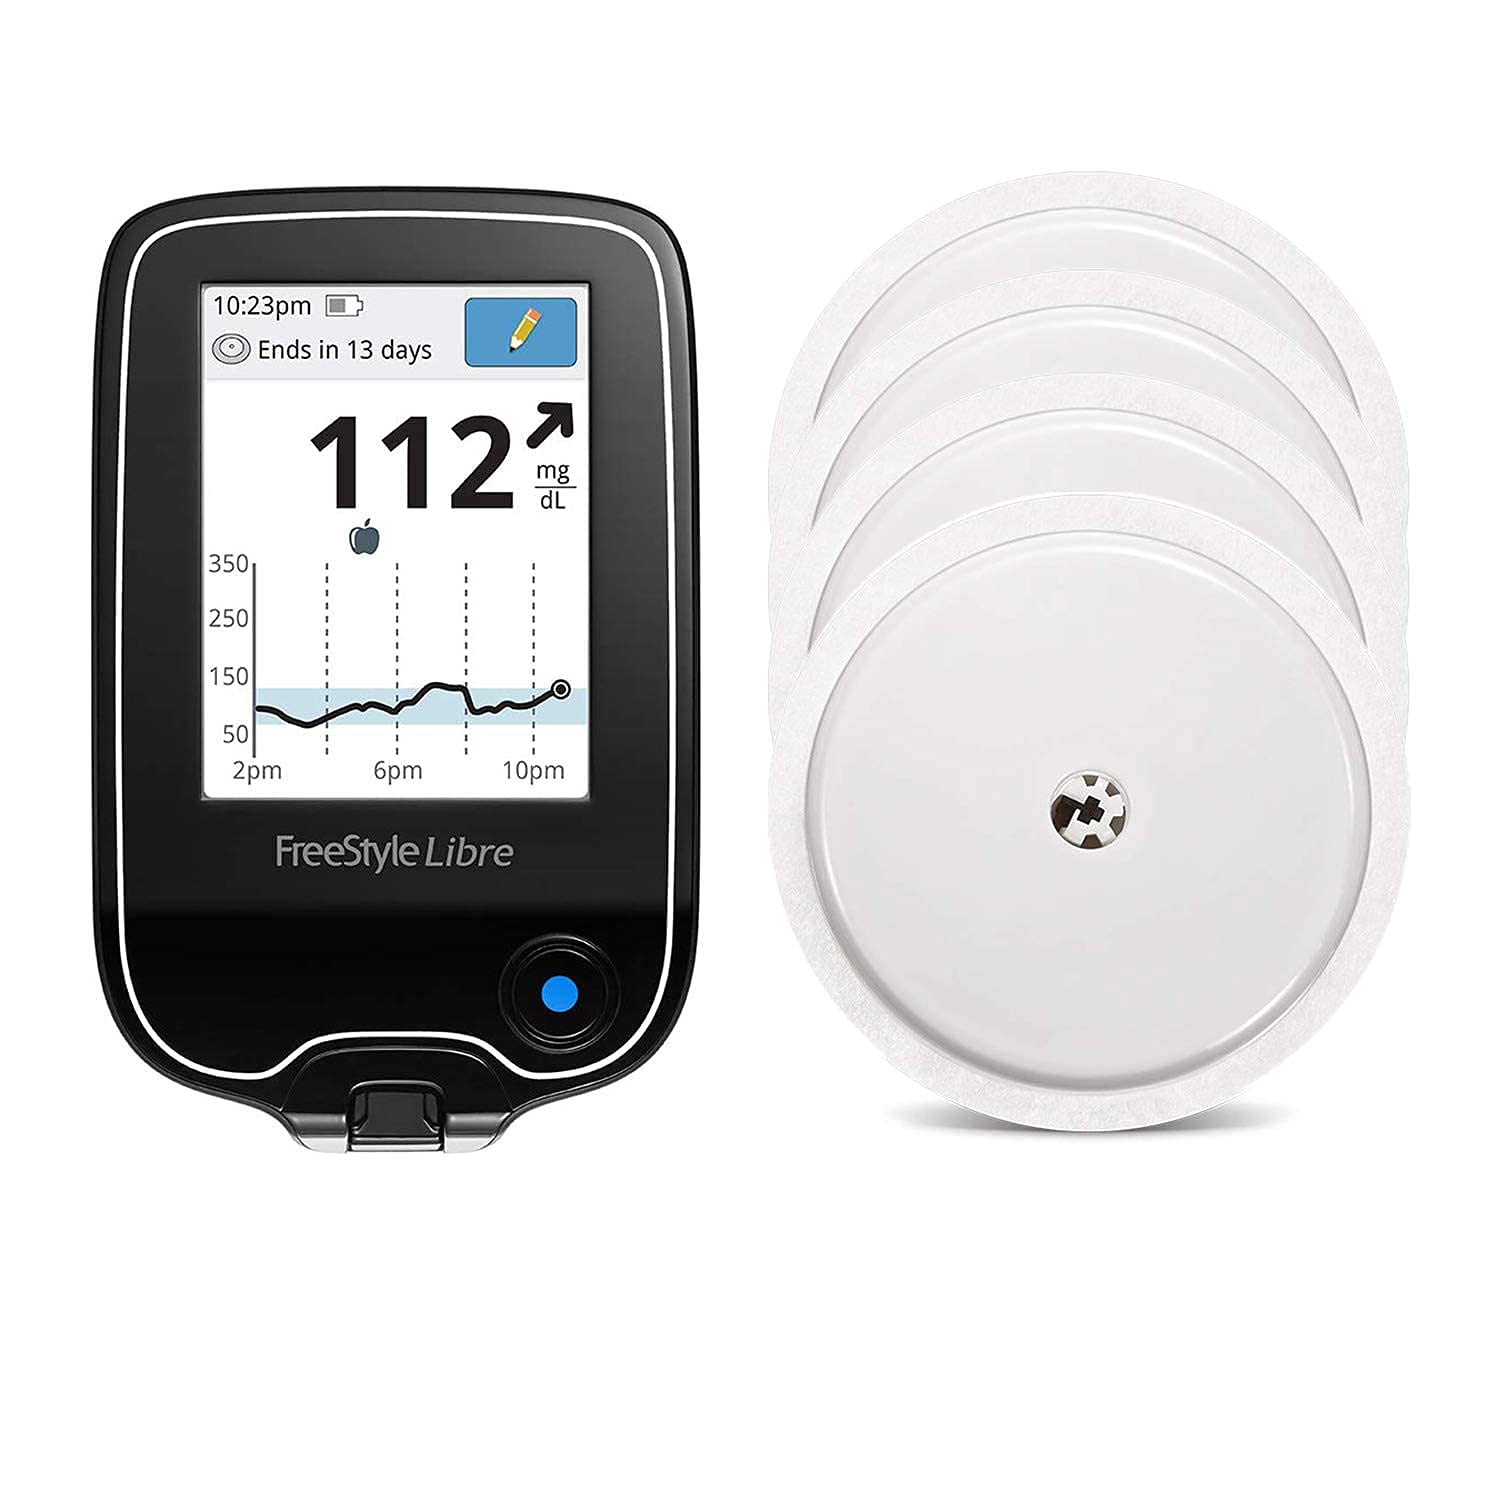 10:23pm
Ends in 13 days
112 mg
dL
350
250
150
50
2pm 6pm 10pm
FreeStyle Libre